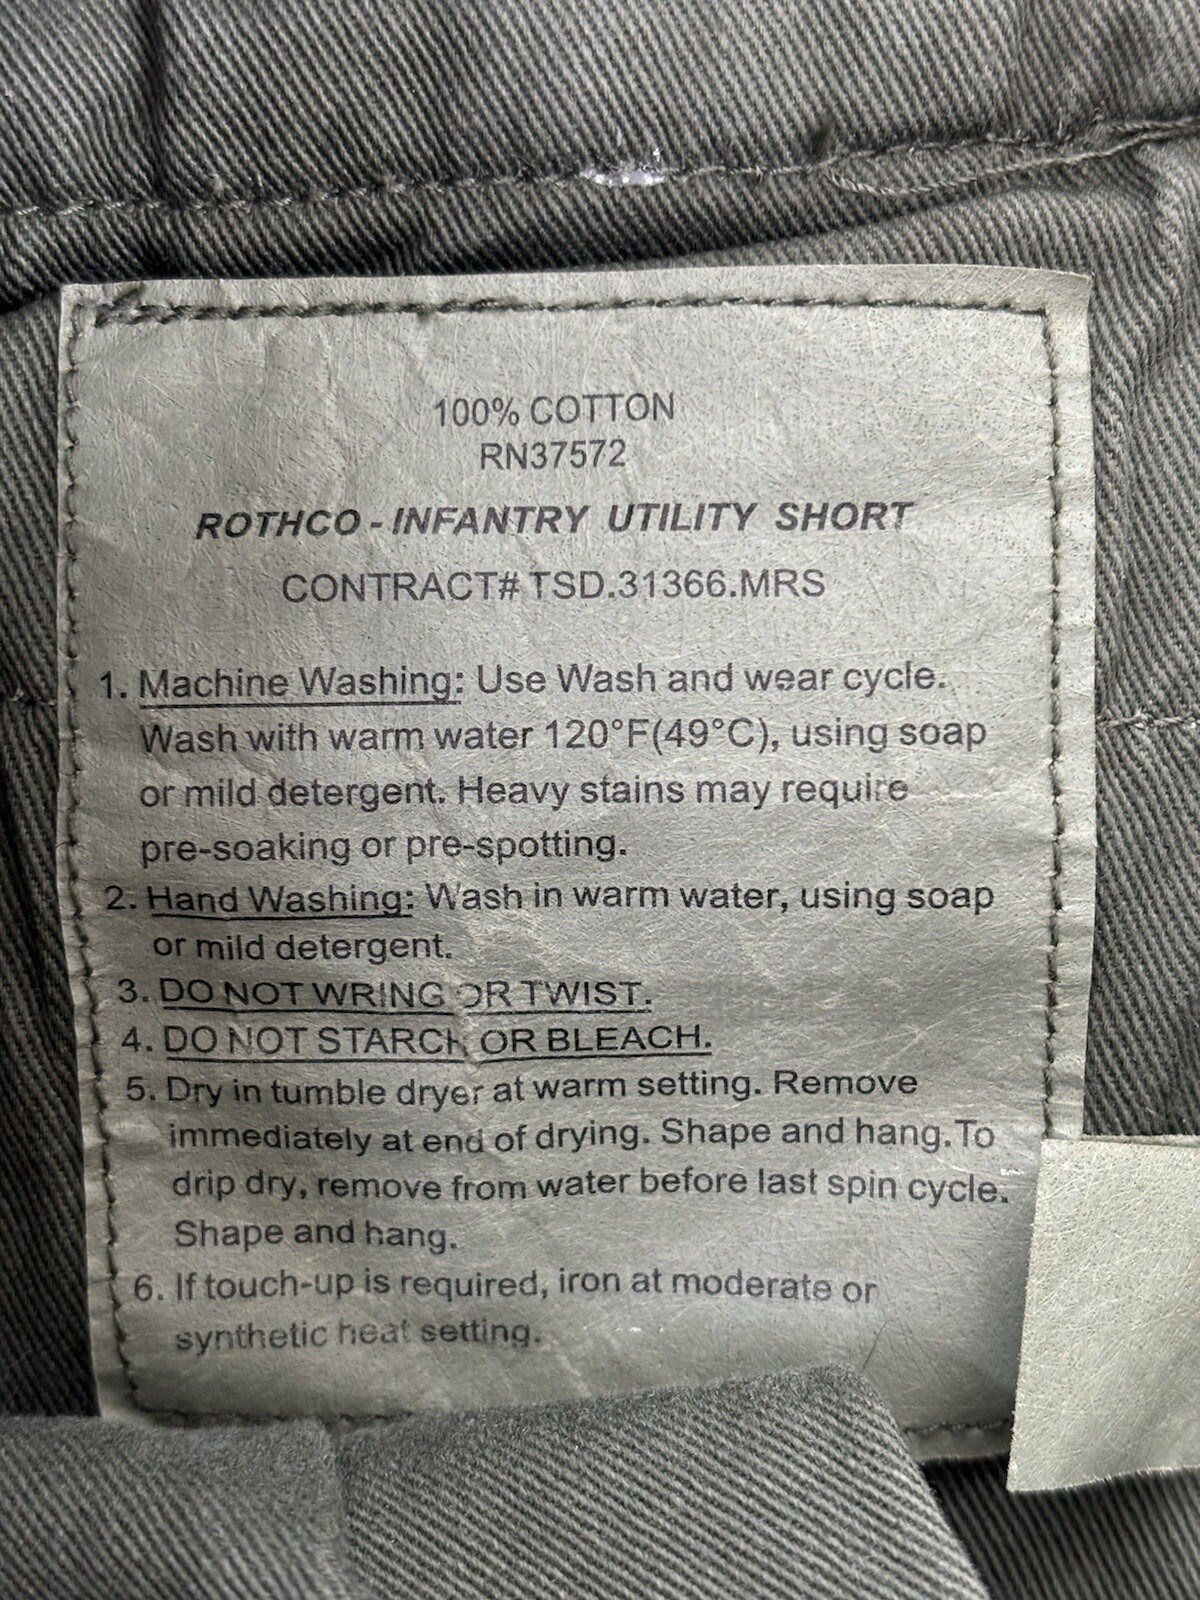 100% COTTON
RN37572
ROTHCO - INFANTRY UTILITY SHORT
CONTRACT# TSD.31366.MRS
1. Machine Washing: Use Wash and wear cycle.
Wash with warm water 120°F(49°C), using soap
or mild detergent. Heavy stains may require
pre-soaking or pre-spotting.
2. Hand Washing: Wash in warm water, using soap
or mild detergent.
3. DO NOT WRING OR TWIST.
4. DO NOT STARCH OR BLEACH.
5. Dry in tumble dryer at warm setting. Remove
immediately at end of drying. Shape and hang. To
drip dry, remove from water before last spin cycle.
Shape and hang.
6. If touch-up is required, iron at moderate or
synthetic heat setting.